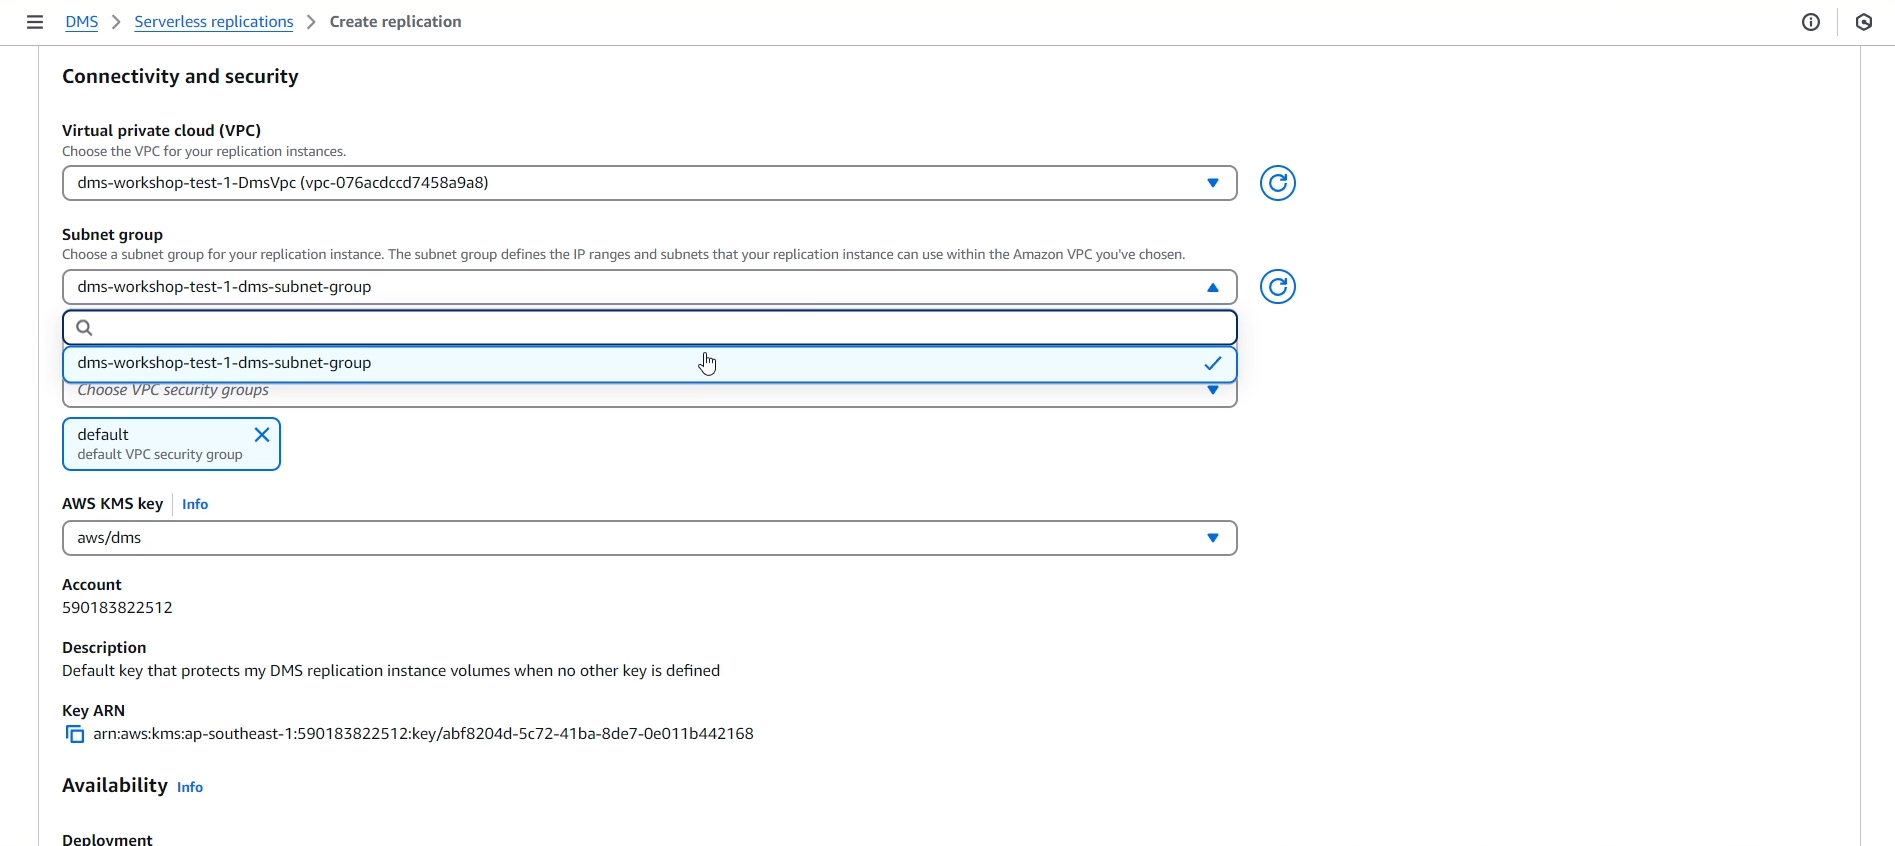 DMS > Serverless replications > Create replication
Connectivity and security
Virtual private cloud (VPC)
Choose the VPC for your replication instances.
dms-workshop-test-1-DmsVpc (vpc-076acdccd7458a9a8)
Subnet group
Choose a subnet group for your replication instance. The subnet group defines the IP ranges and subnets that your replication instance can use within the Amazon VPC you've chosen.
dms-workshop-test-1-dms-subnet-group
dms-workshop-test-1-dms-subnet-group
Choose VPC security groups
default
default VPC security group
AWS KMS key Info
aws/dms
Account
590183822512
Description
Default key that protects my DMS replication instance volumes when no other key is defined
Key ARN
arn:aws:kms:ap-southeast-1:590183822512:key/abf8204d-5c72-41ba-8de7-0e011b442168
Availability Info
Deployment